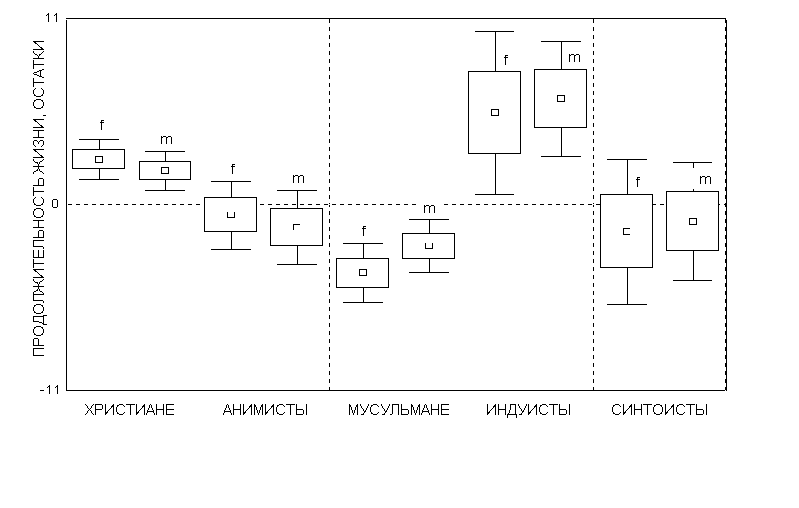 11
ПРОДОЛЖИТЕЛЬНОСТЬ ЖИЗНИ, ОСТАТКИ
0
-11
f
m
f
m
f
m
f
m
f
m
ХРИСТИАНЕ
АНИМИСТЫ
МУСУЛЬМАНЕ
ИНДУИСТЫ
СИНТОИСТЫ